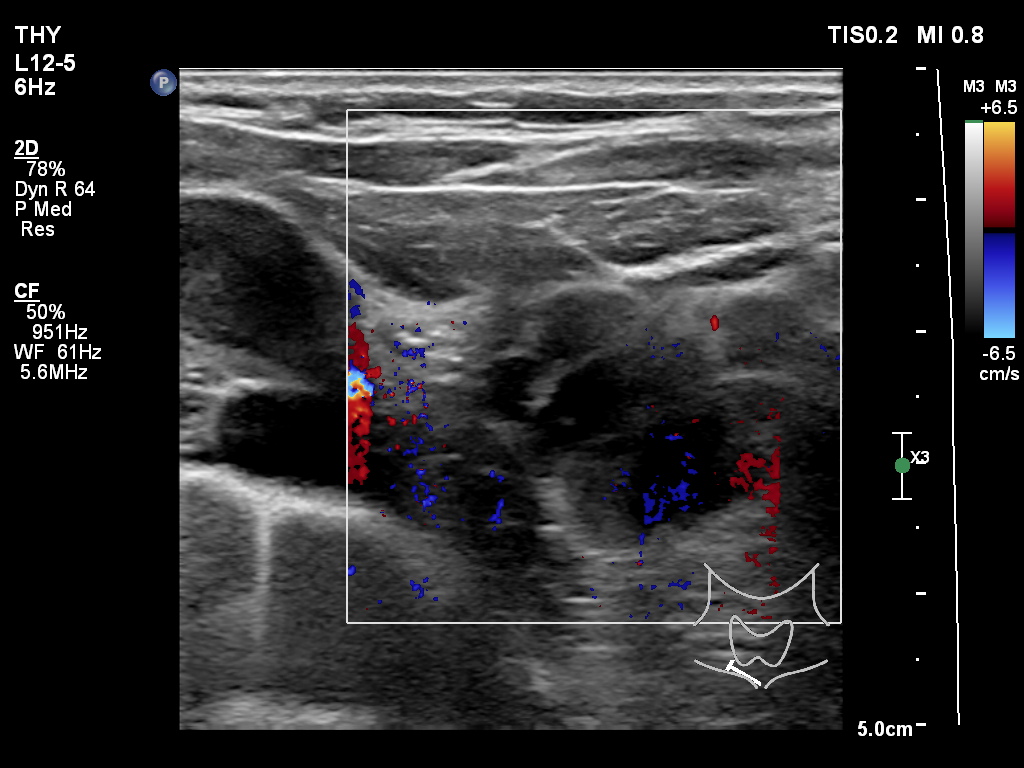 THY
L12-5
6Hz
2D
78%
Dyn R 64
P Med
Res
CF
50%
951Hz
WF 61Hz
5.6MHz
P
TIS0.2 MI 0.8
M3 M3
+6.5
-6.5
cm/s
X3
5.0cm